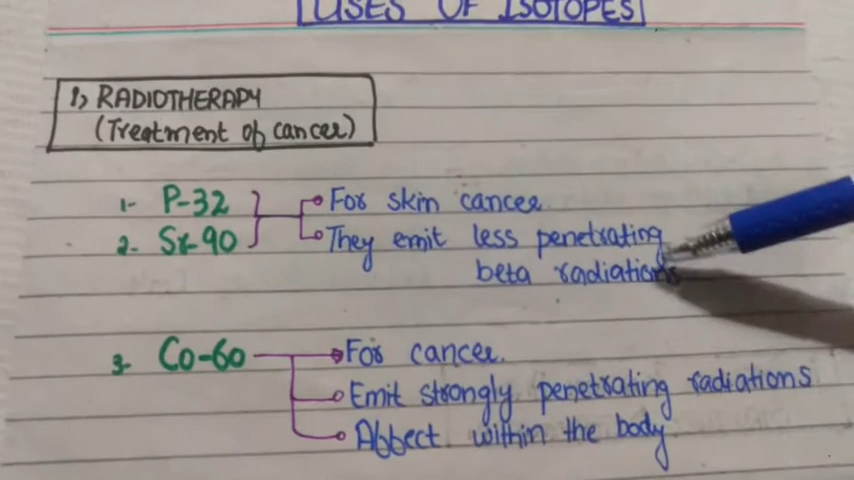 USES OF ISOTOPES
1, RADIOTHERAPY
(Treatment of cancer)
1- P-32
2- Sr-90
For skin cancer
They emit less penetrating
beta radiations
3- Co-60
For cancer.
Emit strongly penetrating radiations
Affect within the body